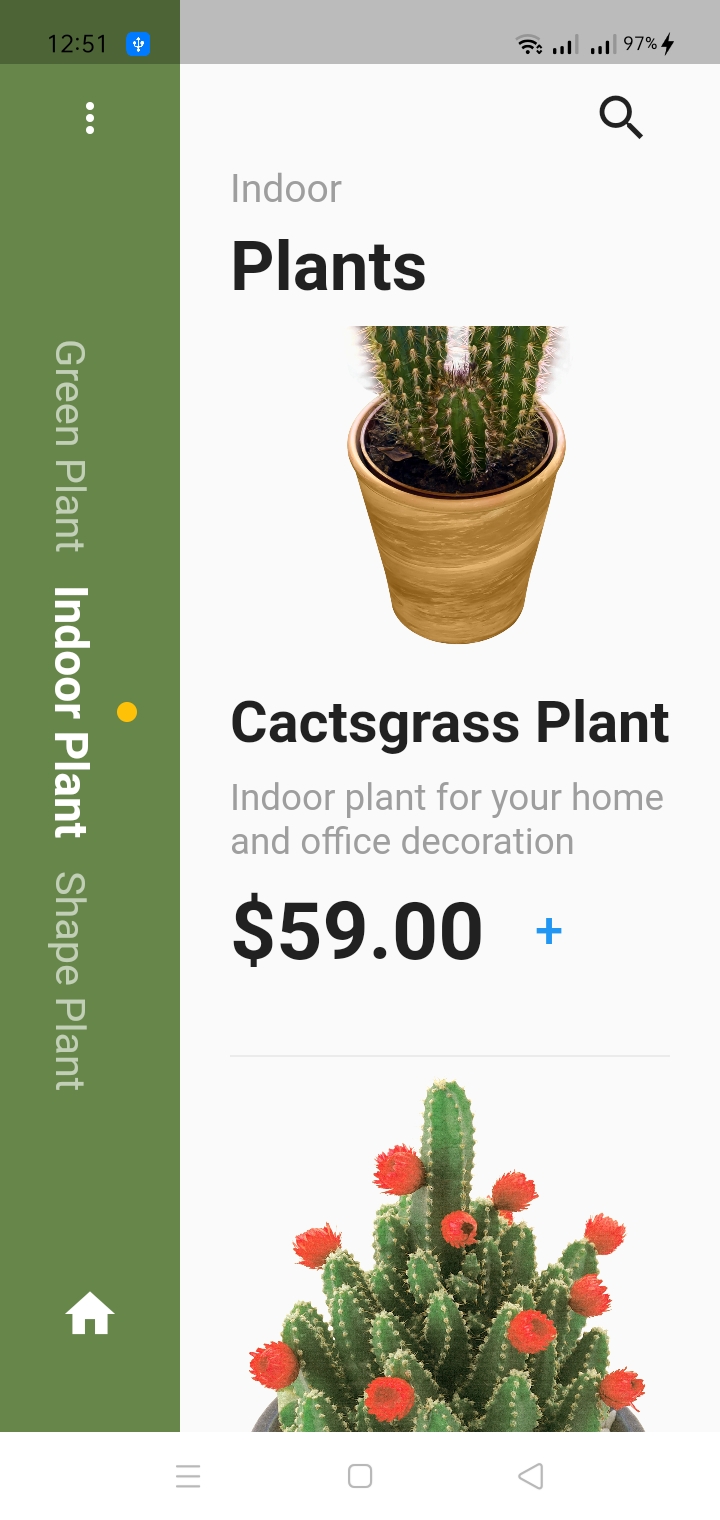 12:51
97%
Indoor
Plants
Green Plant
Indoor Plant
Shape Plant
Cactsgrass Plant
Indoor plant for your home
and office decoration
$59.00 +